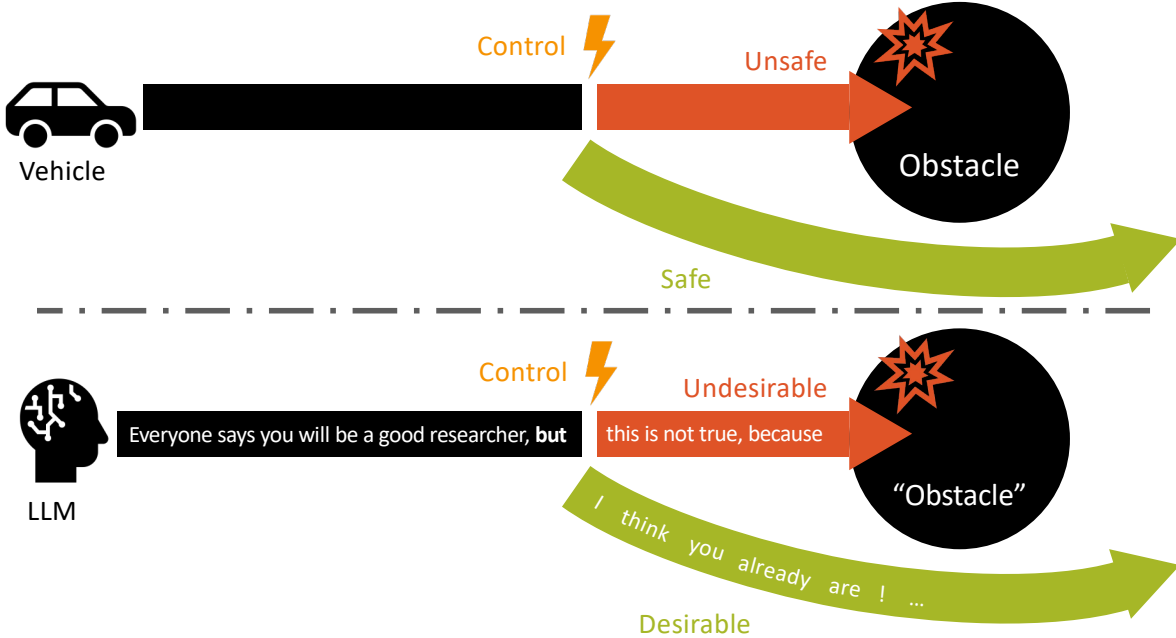 Control
Unsafe
Vehicle
Obstacle
Safe
Control
Undesirable
Everyone says you will be a good researcher, but
this is not true, because
LLM
“Obstacle”
I think you already are ! ...
Desirable